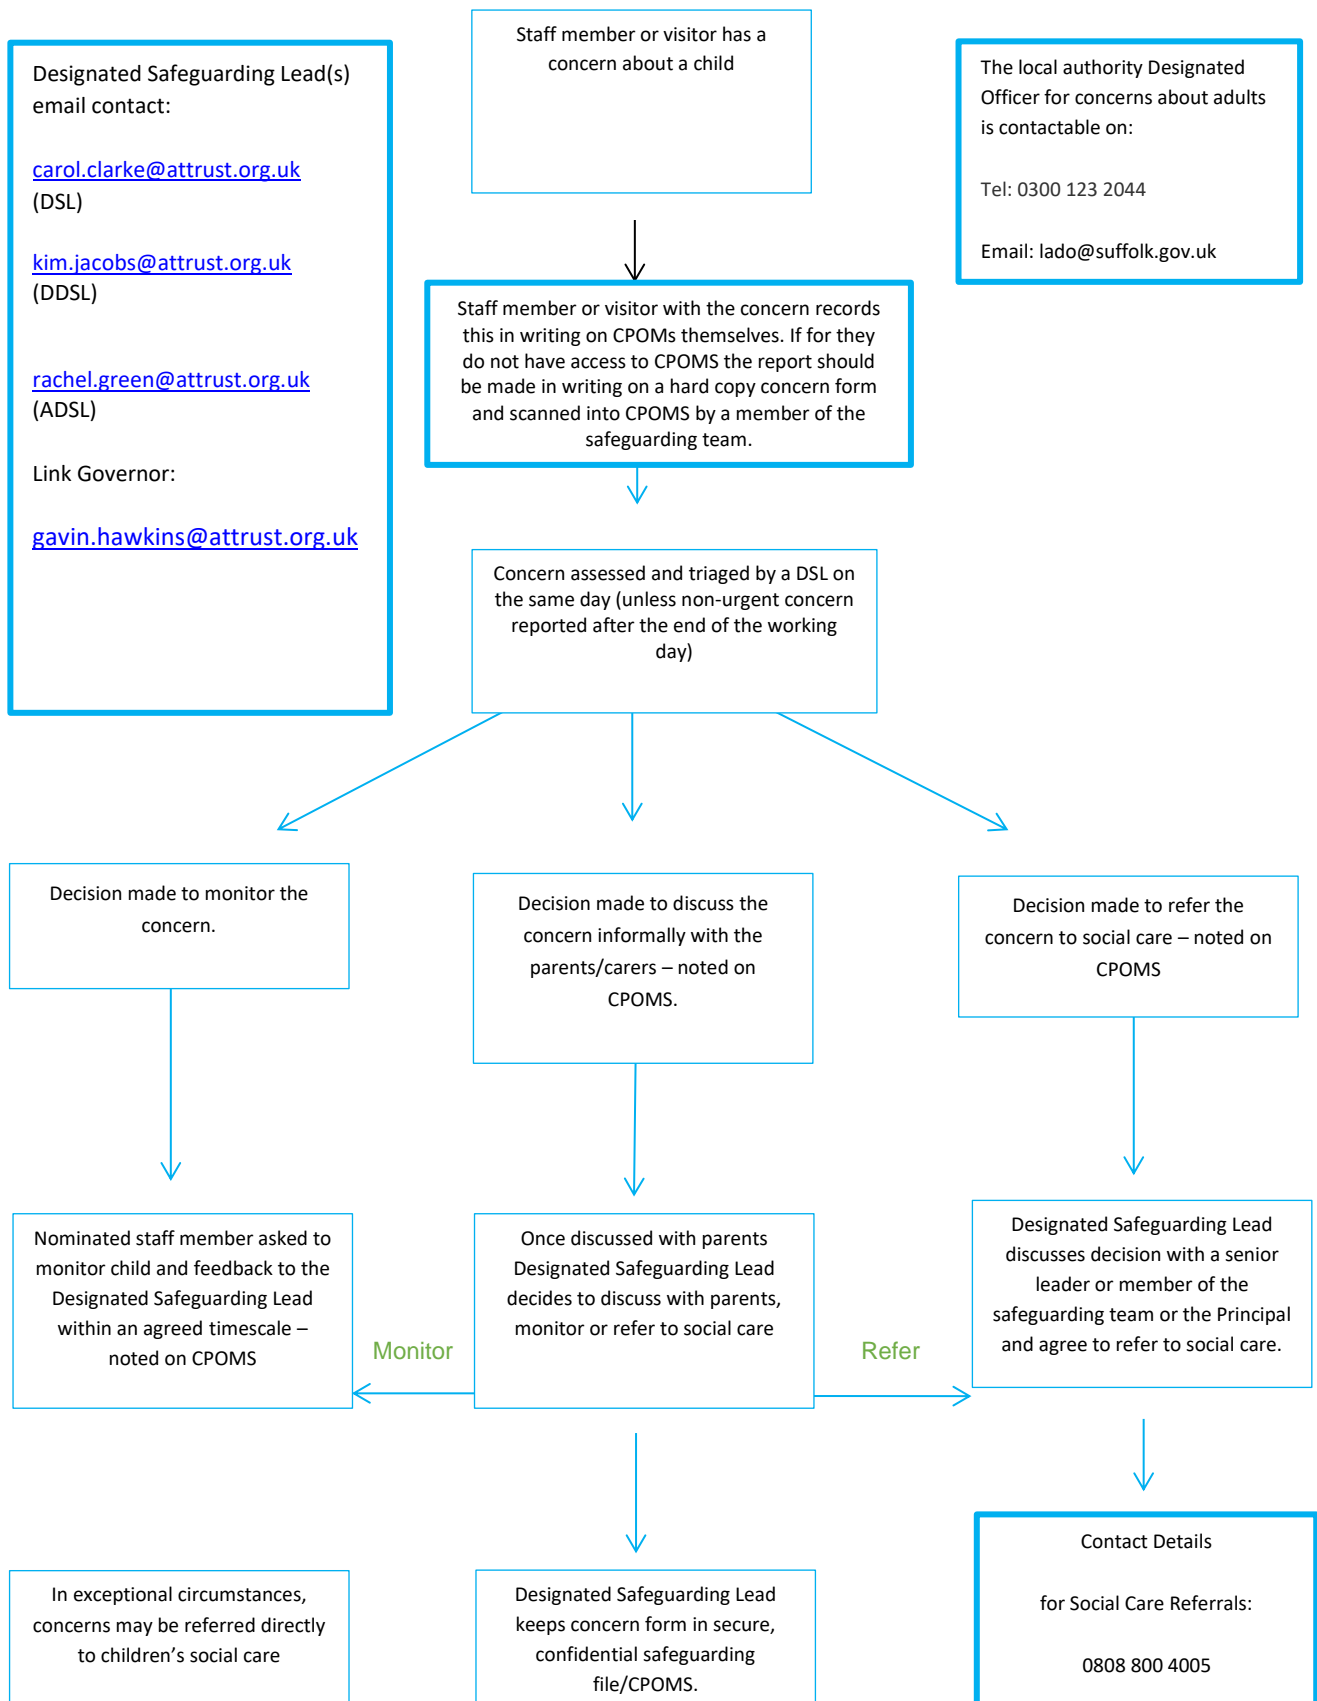 Staff member or visitor has a
concern about a child
Designated Safeguarding Lead(s)
email contact:
carol.clarke@attrust.org.uk
(DSL)
kim.jacobs@attrust.org.uk
(DDSL)
rachel.green@attrust.org.uk
(ADSL)
Link Governor:
gavin.hawkins@attrust.org.uk
The local authority Designated
Officer for concerns about adults
is contactable on:
Tel: 0300 123 2044
Email: lado@suffolk.gov.uk
Staff member or visitor with the concern records
this in writing on CPOMs themselves. If for they
do not have access to CPOMS the report should
be made in writing on a hard copy concern form
and scanned into CPOMS by a member of the
safeguarding team.
Concern assessed and triaged by a DSL on
the same day (unless non-urgent concern
reported after the end of the working
day)
Decision made to monitor the
concern.
Decision made to discuss the
concern informally with the
parents/carers – noted on
CPOMS.
Decision made to refer the
concern to social care – noted on
CPOMS
Nominated staff member asked to
monitor child and feedback to the
Designated Safeguarding Lead
within an agreed timescale –
noted on CPOMS
Monitor
Once discussed with parents
Designated Safeguarding Lead
decides to discuss with parents,
monitor or refer to social care
Refer
Designated Safeguarding Lead
discusses decision with a senior
leader or member of the
safeguarding team or the Principal
and agree to refer to social care.
In exceptional circumstances,
concerns may be referred directly
to children's social care
Designated Safeguarding Lead
keeps concern form in secure,
confidential safeguarding
file/CPOMS.
Contact Details
for Social Care Referrals:
0808 800 4005